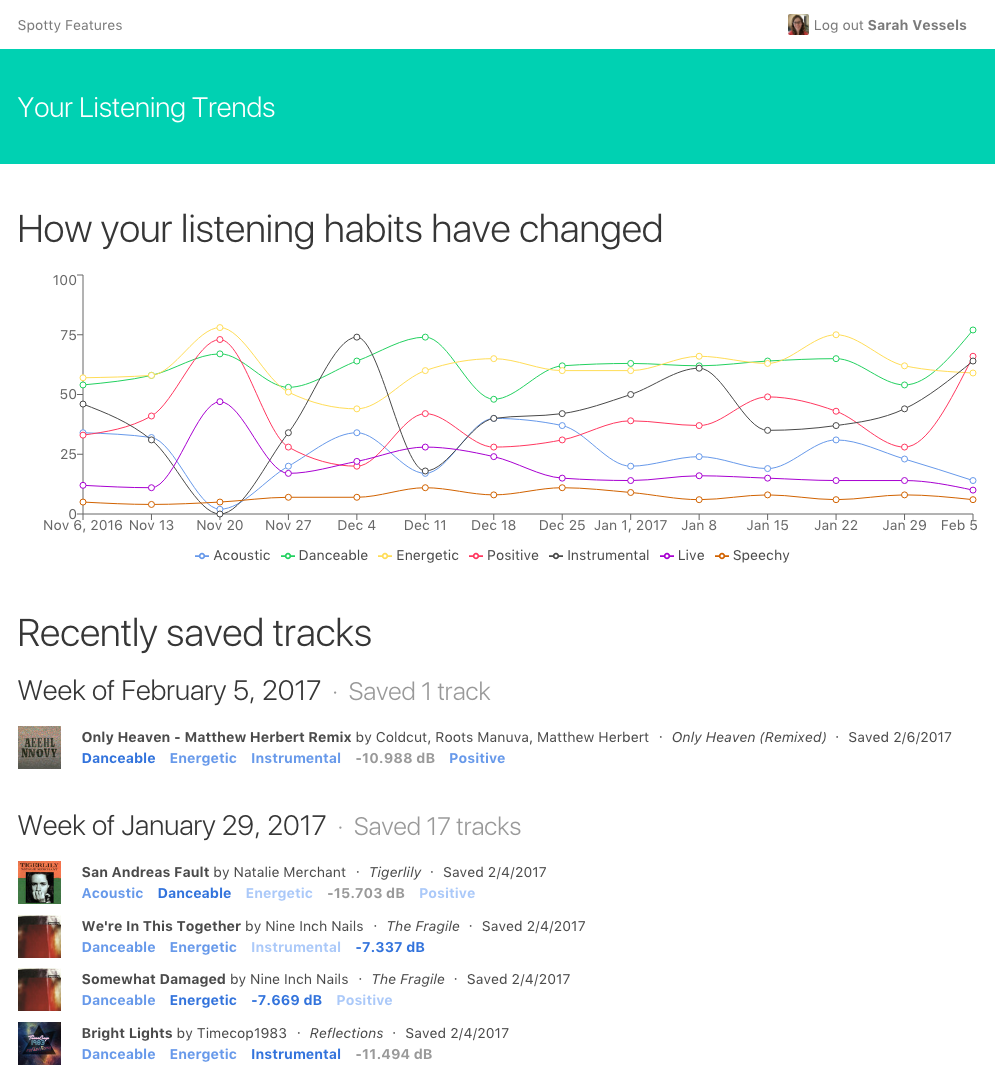 Spotty Features
Log out Sarah Vessels
Your Listening Trends
How your listening habits have changed
100
75
50
25
0
Nov 6, 2016 Nov 13 Nov 20 Nov 27 Dec 4 Dec 11 Dec 18 Dec 25 Jan 1, 2017 Jan 8 Jan 15 Jan 22 Jan 29 Feb 5
Acoustic Danceable Energetic Positive Instrumental Live Speechy
Recently saved tracks
Week of February 5, 2017 · Saved 1 track
AEEHL
NNOVY
Only Heaven - Matthew Herbert Remix by Coldcut, Roots Manuva, Matthew Herbert · Only Heaven (Remixed) · Saved 2/6/2017
Danceable Energetic Instrumental -10.988 dB Positive
Week of January 29, 2017 · Saved 17 tracks
TIGERLILY
San Andreas Fault by Natalie Merchant · Tigerlily · Saved 2/4/2017
Acoustic Danceable Energetic -15.703 dB Positive
We're In This Together by Nine Inch Nails · The Fragile · Saved 2/4/2017
Danceable Energetic Instrumental -7.337 dB
Somewhat Damaged by Nine Inch Nails · The Fragile · Saved 2/4/2017
Danceable Energetic -7.669 dB Positive
Bright Lights by Timecop1983 · Reflections · Saved 2/4/2017
Danceable Energetic Instrumental -11.494 dB